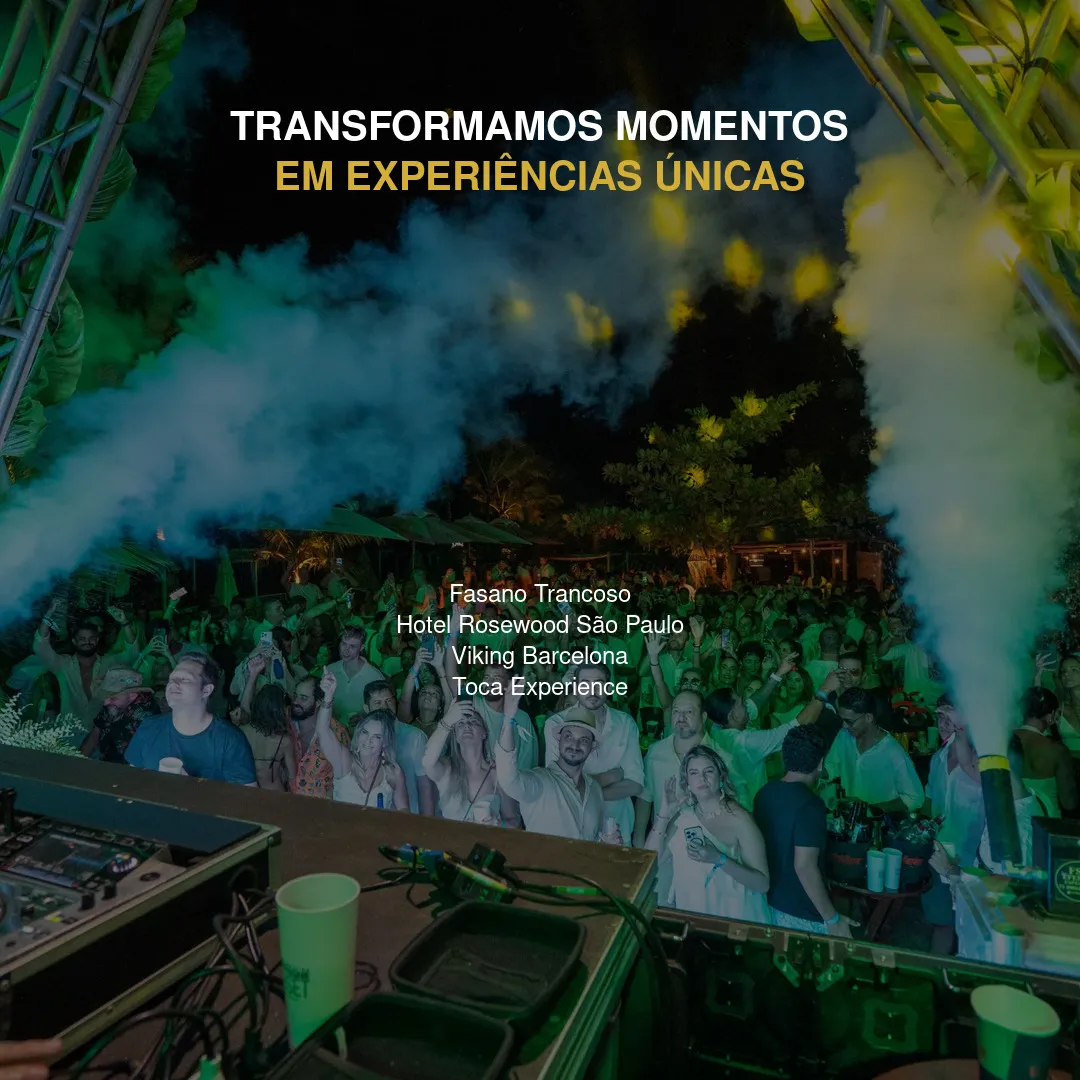 TRANSFORMAMOS MOMENTOS
EM EXPERIÊNCIAS ÚNICAS
Fasano Trancoso
Hotel Rosewood São Paulo
Viking Barcelona
Toca Experience